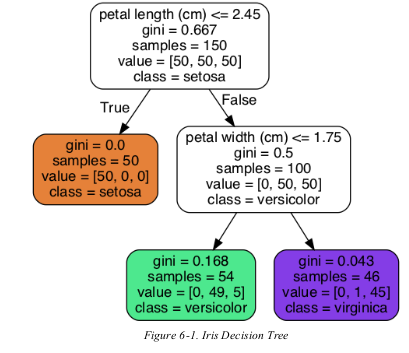 petal length (cm) <= 2.45
gini = 0.667
samples = 150
value = [50, 50, 50]
class = setosa
True
False
gini = 0.0
samples = 50
value = [50, 0, 0]
class = setosa
petal width (cm) <= 1.75
gini = 0.5
samples = 100
value = [0, 50, 50]
class = versicolor
gini = 0.168
samples = 54
value = [0, 49, 5]
class = versicolor
gini = 0.043
samples = 46
value = [0, 1, 45]
class = virginica
Figure 6-1. Iris Decision Tree